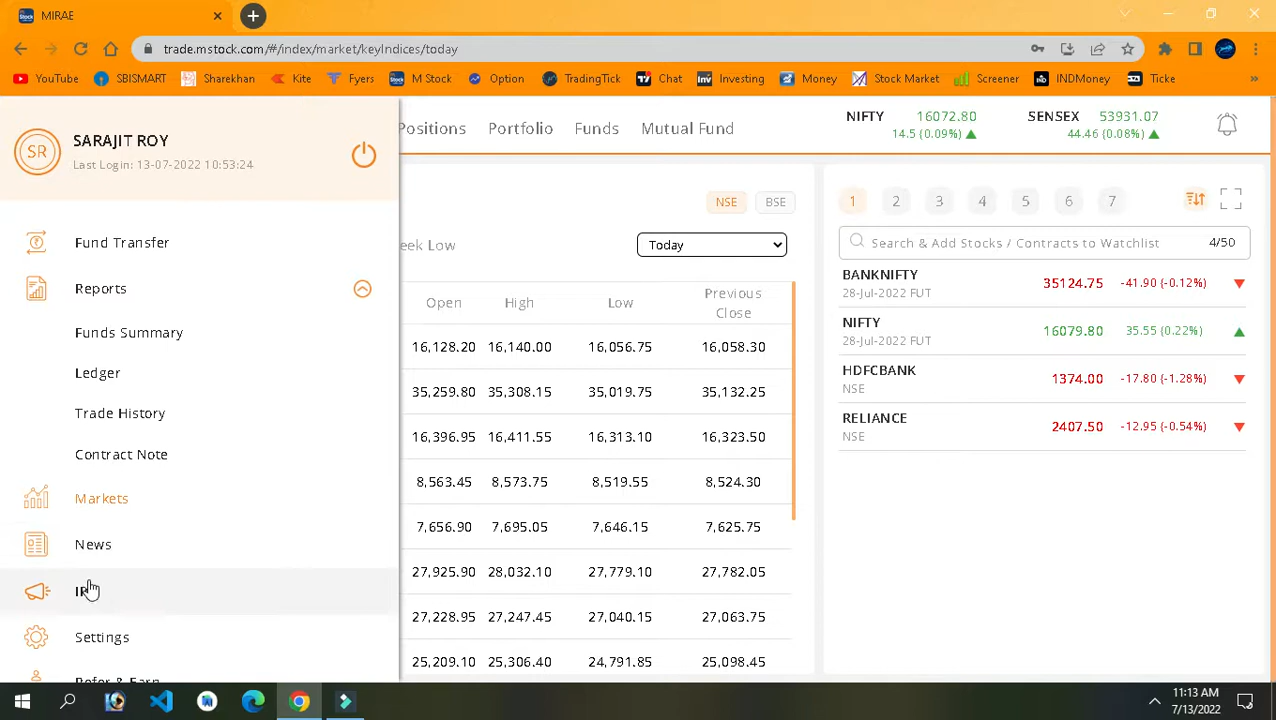 MIRAE
trade.mstock.com/#/index/market/keyIndices/today
YouTube SBISMART Sharekhan Kite Fyers M Stock Option TradingTick Chat Investing Money Stock Market Screener INDMoney Ticke »
SR
SARAJIT ROY
Last Login: 13-07-2022 10:53:24
Positions Portfolio Funds Mutual Fund
NIFTY 16072.80
14.5 (0.09%)
SENSEX 53931.07
44.46 (0.08%)
Fund Transfer
Reports
Funds Summary
Ledger
Trade History
Contract Note
Markets
News
Settings
Refer & Earn
NSE BSE
eek Low
Today
Open High Low Previous Close
16,128.20 16,140.00 16,056.75 16,058.30
35,259.80 35,308.15 35,019.75 35,132.25
16,396.95 16,411.55 16,313.10 16,323.50
8,563.45 8,573.75 8,519.55 8,524.30
7,656.90 7,695.05 7,646.15 7,625.75
27,925.90 28,032.10 27,779.10 27,782.05
27,228.95 27,247.45 27,040.15 27,063.75
25,209.10 25,306.40 24,791.85 25,098.45
1 2 3 4 5 6 7
Search & Add Stocks / Contracts to Watchlist 4/50
BANKNIFTY 35124.75 -41.90 (-0.12%)
28-Jul-2022 FUT
NIFTY 16079.80 35.55 (0.22%)
28-Jul-2022 FUT
HDFCBANK 1374.00 -17.80 (-1.28%)
NSE
RELIANCE 2407.50 -12.95 (-0.54%)
NSE
11:13 AM
7/13/2022